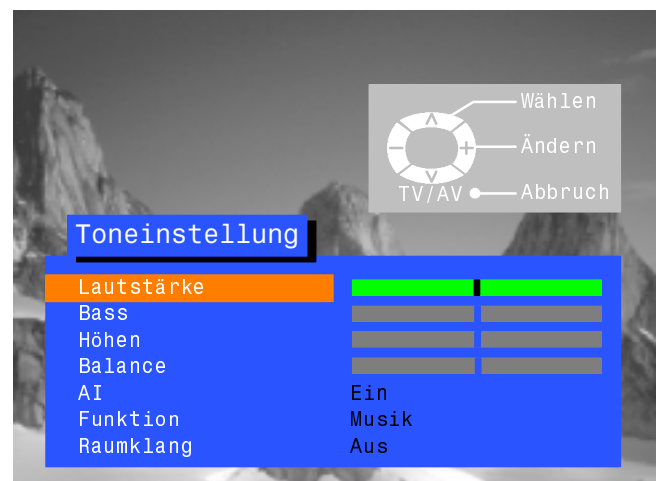 Wählen
Ändern
TV/AV Abbruch
Toneinstellung
Lautstärke
Bass
Höhen
Balance
AI Ein
Funktion Musik
Raumklang Aus